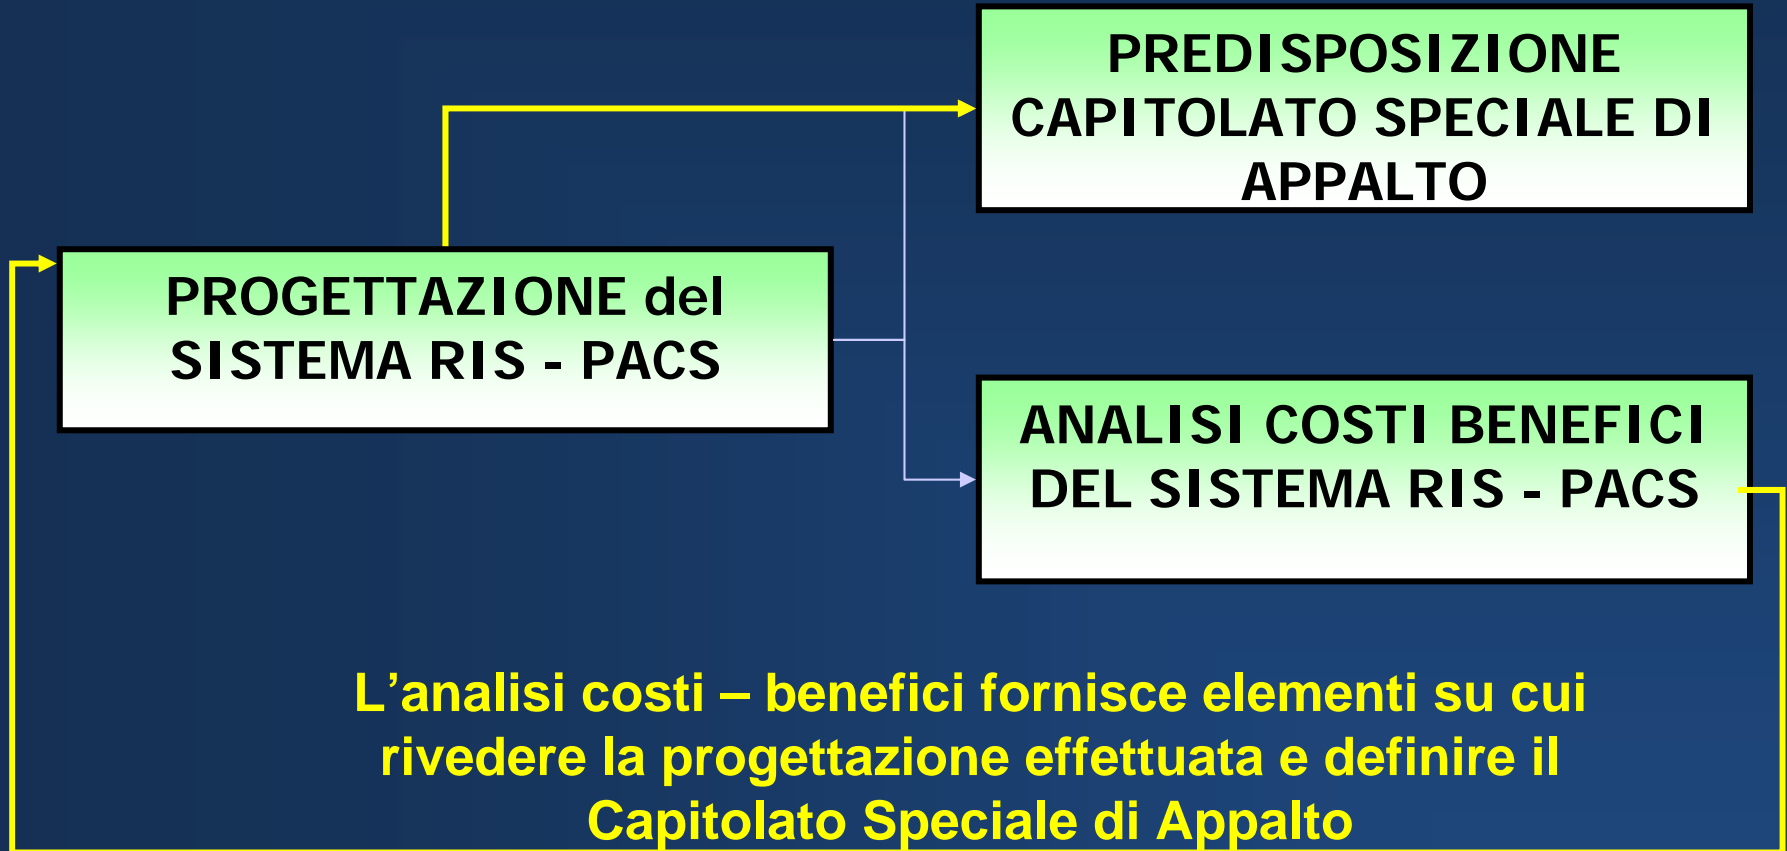 PREDISPOSIZIONE
CAPITOLATO SPECIALE DI
APPALTO
PROGETTAZIONE del
SISTEMA RIS - PACS
ANALISI COSTI BENEFICI
DEL SISTEMA RIS - PACS
L’analisi costi – benefici fornisce elementi su cui
rivedere la progettazione effettuata e definire il
Capitolato Speciale di Appalto